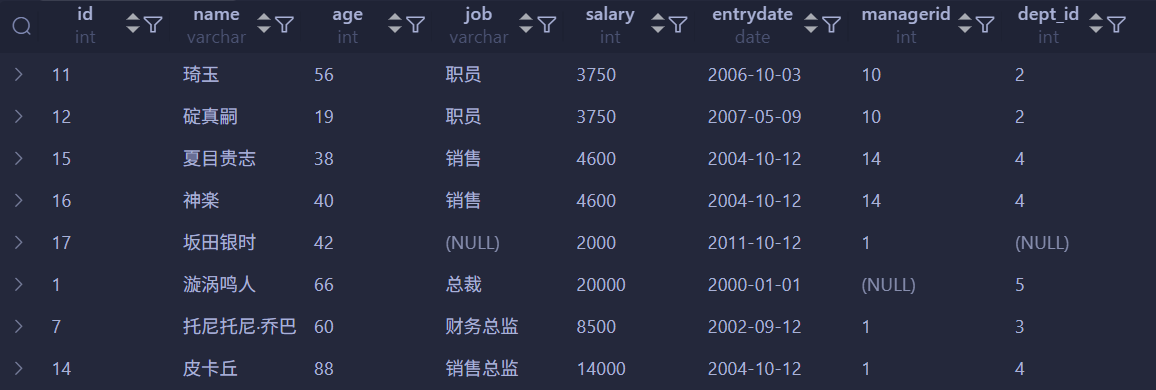 id name age job salary entrydate managerid dept_id
int varchar int varchar int date int int
11 琦玉 56 职员 3750 2006-10-03 10 2
12 碇真嗣 19 职员 3750 2007-05-09 10 2
15 夏目贵志 38 销售 4600 2004-10-12 14 4
16 神楽 40 销售 4600 2004-10-12 14 4
17 坂田银时 42 (NULL) 2000 2011-10-12 1 (NULL)
1 漩涡鸣人 66 总裁 20000 2000-01-01 (NULL) 5
7 托尼托尼·乔巴 60 财务总监 8500 2002-09-12 1 3
14 皮卡丘 88 销售总监 14000 2004-10-12 1 4